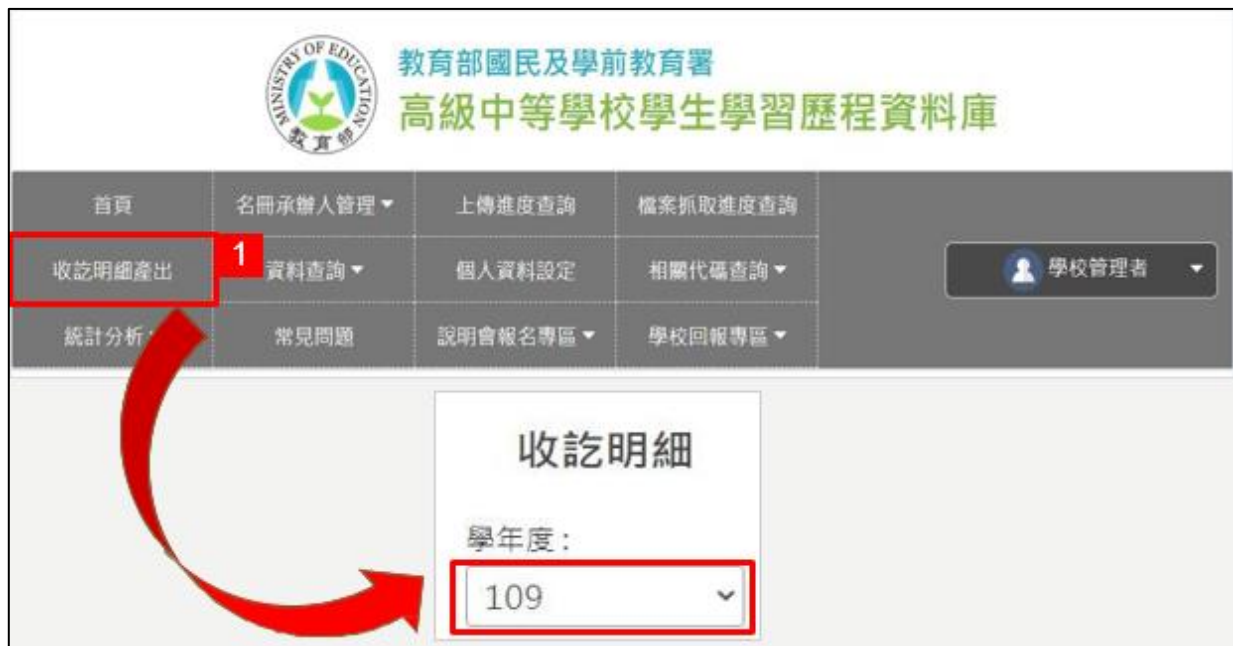 MINISTRY OF EDUCATION
教育部
教育部國民及學前教育署
高級中等學校學生學習歷程資料庫
首頁 名冊承辦人管理 上傳進度查詢 檔案抓取進度查詢
收訖明細產出 1 資料查詢 個人資料設定 相關代碼查詢 學校管理者
統計分析 常見問題 說明會報名專區 學校回報專區
收訖明細
學年度：
109